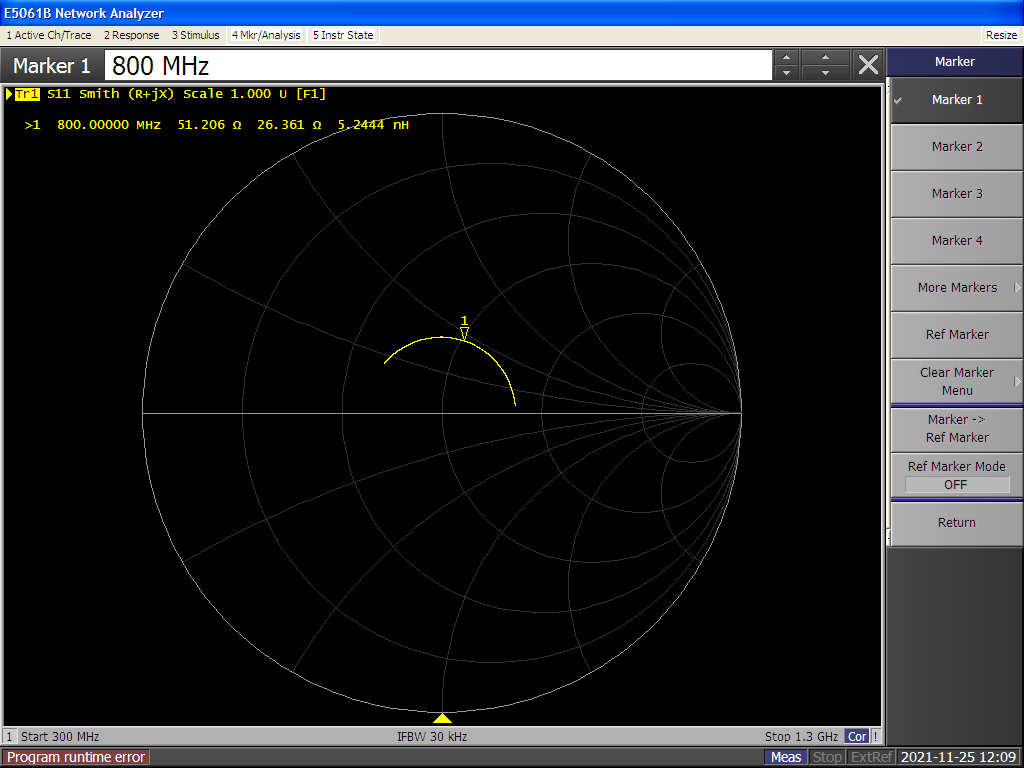 E5061B Network Analyzer
1 Active Ch/Trace 2 Response 3 Stimulus 4 Mkr/Analysis 5 Instr State Resize
Marker 1 800 MHz
Marker
Tr1 S11 Smith (R+jX) Scale 1.000 U [F1]
>1 800.00000 MHz 51.206 Ω 26.361 Ω 5.2444 nH
1
Marker 1
Marker 2
Marker 3
Marker 4
More Markers
Ref Marker
Clear Marker
Menu
Marker ->
Ref Marker
Ref Marker Mode
OFF
Return
1 Start 300 MHz IFBW 30 kHz Stop 1.3 GHz Cor !
Program runtime error Meas Stop ExtRef 2021-11-25 12:09